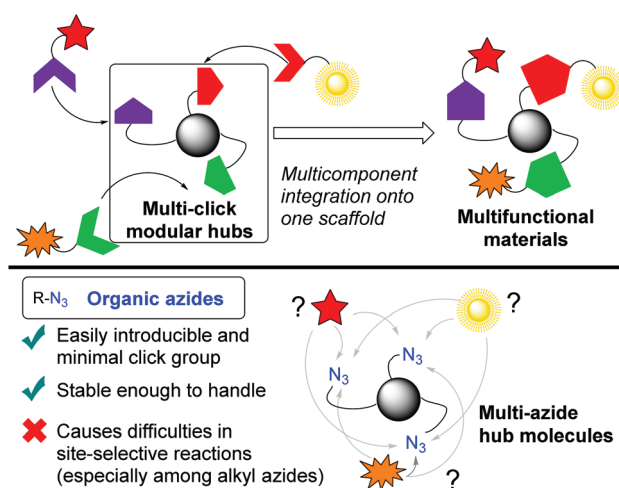 Multi-click
modular hubs
Multicomponent
integration onto
one scaffold
Multifunctional
materials
R-N3 Organic azides
Easily introducible and
minimal click group
Stable enough to handle
Causes difficulties in
site-selective reactions
(especially among alkyl azides)
?
?
N3
N3
N3
?
Multi-azide
hub molecules